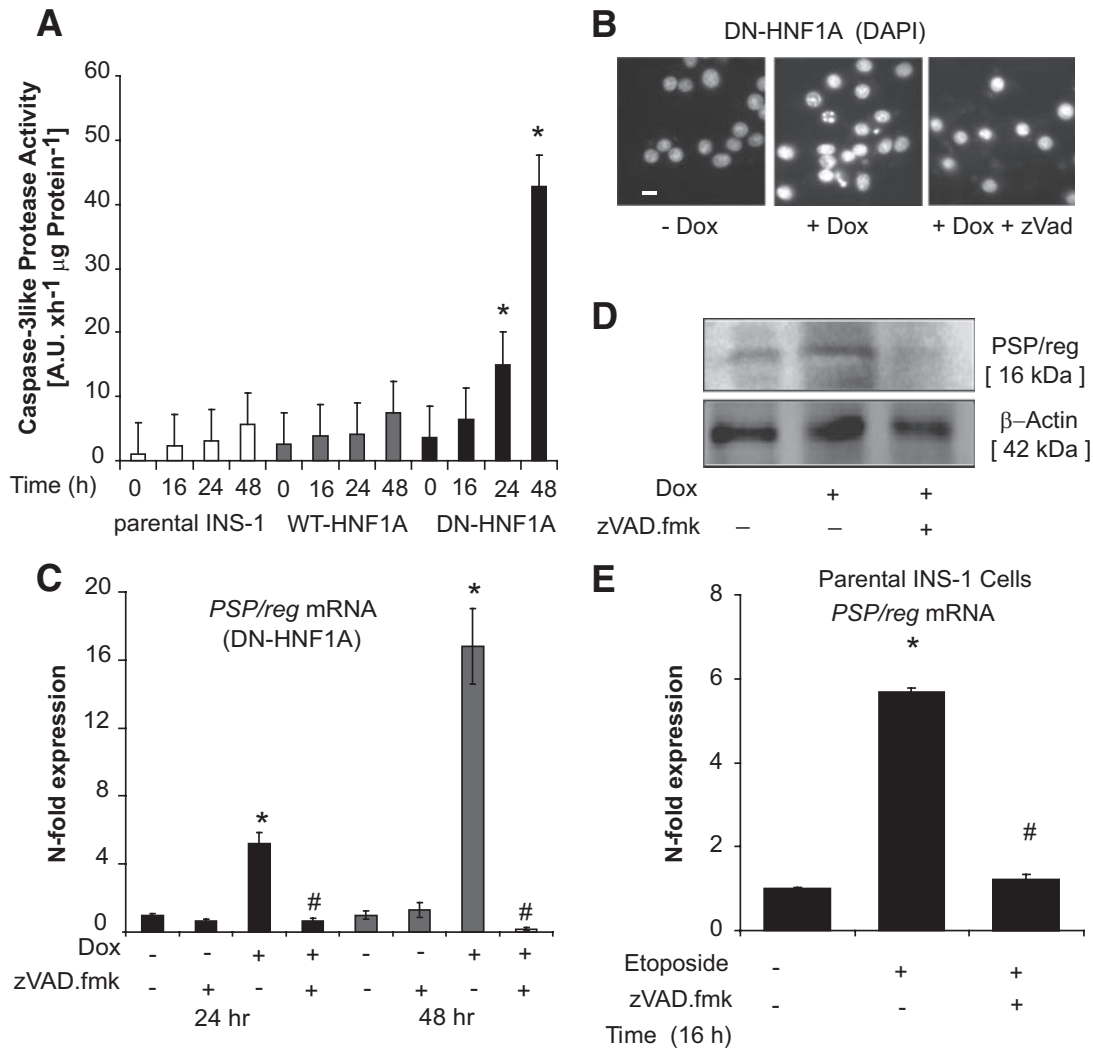 A
Caspase-3like Protease Activity
[A.U. xh-1 μg Protein-1]
60
50
40
30
20
10
0
*
*
Time (h) 0 16 24 48 0 16 24 48 0 16 24 48
parental INS-1 WT-HNF1A DN-HNF1A
B
DN-HNF1A (DAPI)
- Dox + Dox + Dox + zVad
D
PSP/reg
[ 16 kDa ]
β–Actin
[ 42 kDa ]
Dox + +
zVAD.fmk – – +
C
PSP/reg mRNA
(DN-HNF1A)
N-fold expression
20
16
12
8
4
0
*
#
*
#
Dox - - + + - - + +
zVAD.fmk - + - + - + - +
24 hr 48 hr
E
Parental INS-1 Cells
PSP/reg mRNA
N-fold expression
8
6
4
2
0
*
#
Etoposide - + +
zVAD.fmk - - +
Time (16 h)